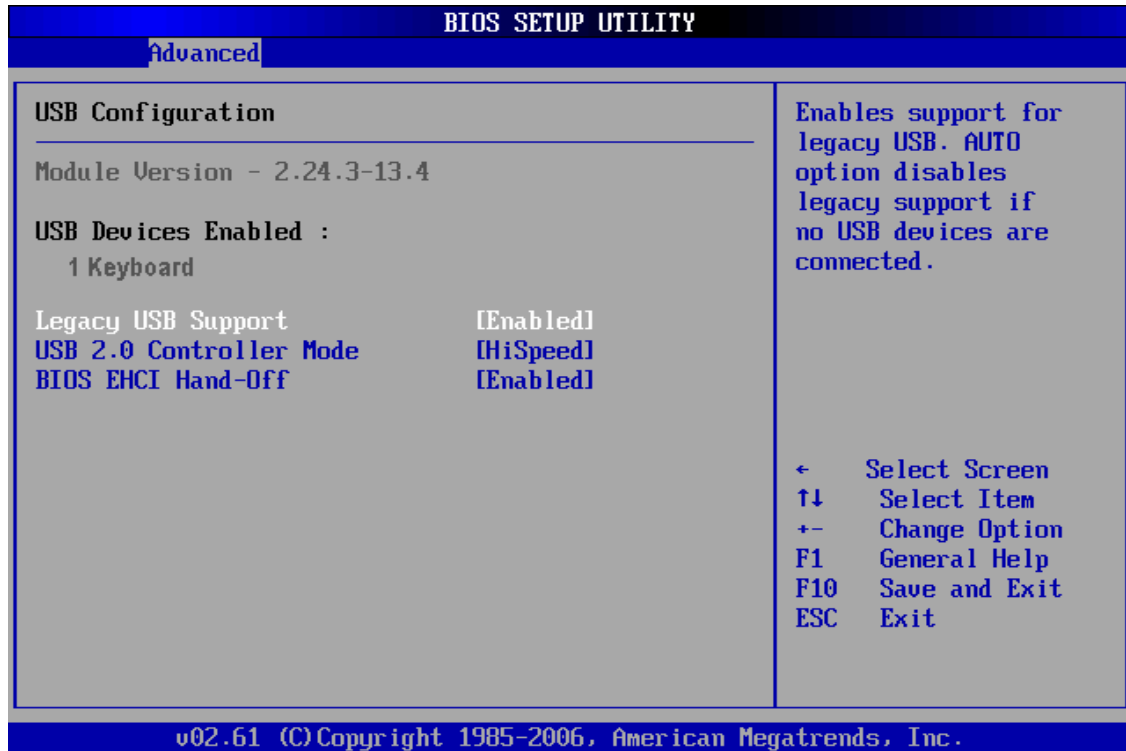 BIOS SETUP UTILITY
Advanced
USB Configuration
Module Version - 2.24.3-13.4
USB Devices Enabled :
1 Keyboard
Legacy USB Support [Enabled]
USB 2.0 Controller Mode [HiSpeed]
BIOS EHCI Hand-Off [Enabled]
Enables support for
legacy USB. AUTO
option disables
legacy support if
no USB devices are
connected.
← Select Screen
↑↓ Select Item
+- Change Option
F1 General Help
F10 Save and Exit
ESC Exit
v02.61 (C)Copyright 1985-2006, American Megatrends, Inc.